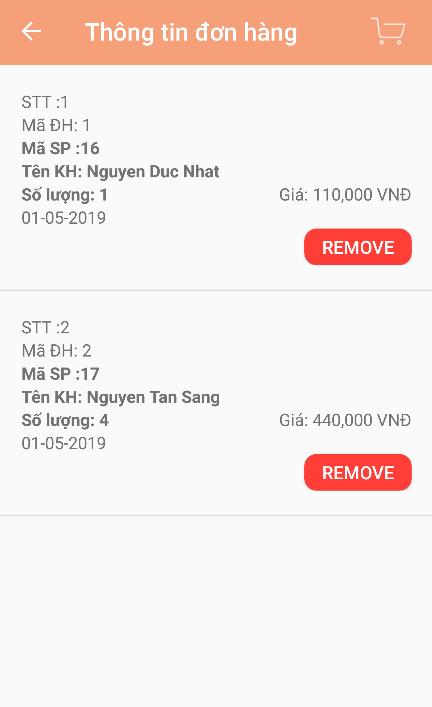 Thông tin đơn hàng
STT :1
Mã ĐH: 1
Mã SP :16
Tên KH: Nguyen Duc Nhat
Số lượng: 1
Giá: 110,000 VNĐ
01-05-2019
REMOVE
STT :2
Mã ĐH: 2
Mã SP :17
Tên KH: Nguyen Tan Sang
Số lượng: 4
Giá: 440,000 VNĐ
01-05-2019
REMOVE